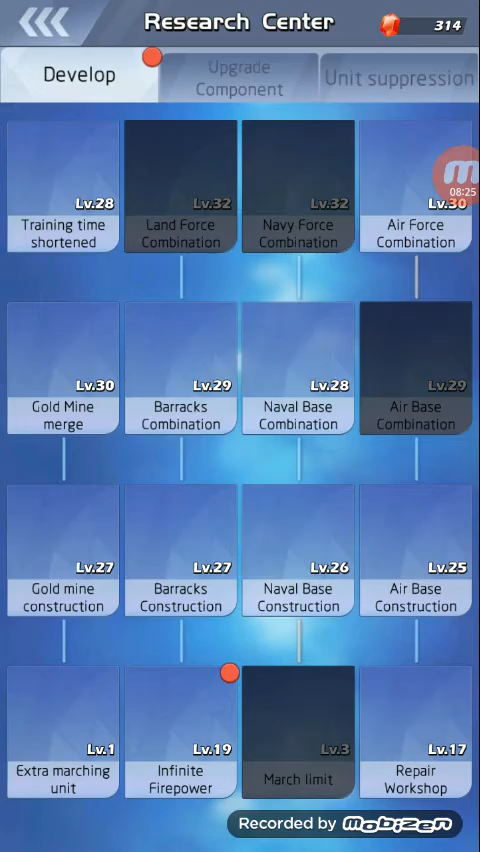 Research Center
314
Develop
Upgrade
Component
Unit suppression
Lv.28
Training time
shortened
Lv.32
Land Force
Combination
Lv.32
Navy Force
Combination
Lv.30
Air Force
Combination
08:25
Lv.30
Gold Mine
merge
Lv.29
Barracks
Combination
Lv.28
Naval Base
Combination
Lv.29
Air Base
Combination
Lv.27
Gold mine
construction
Lv.27
Barracks
Construction
Lv.26
Naval Base
Construction
Lv.25
Air Base
Construction
Lv.1
Extra marching
unit
Lv.19
Infinite
Firepower
Lv.3
March limit
Lv.17
Repair
Workshop
Recorded by mobizen